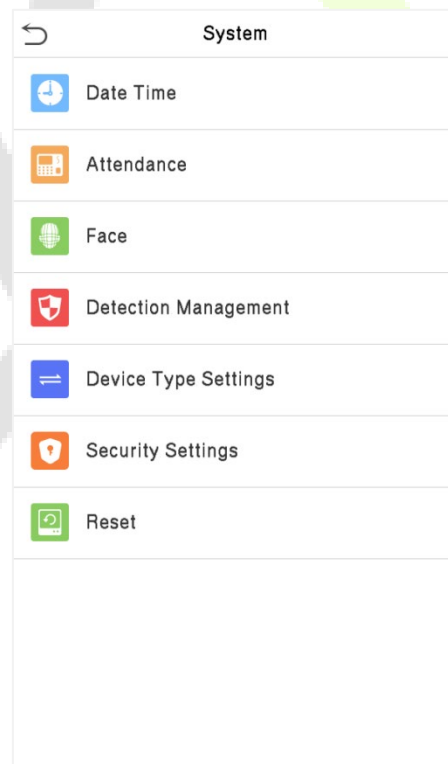 System
Date Time
Attendance
Face
Detection Management
Device Type Settings
Security Settings
Reset